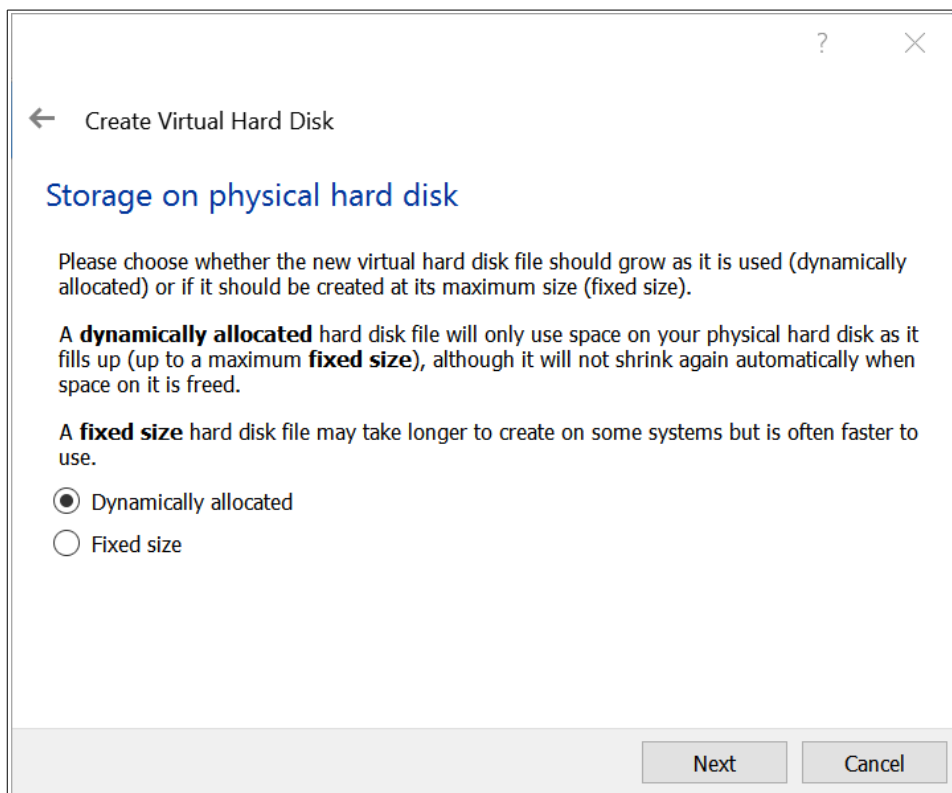 ?
Create Virtual Hard Disk
Storage on physical hard disk
Please choose whether the new virtual hard disk file should grow as it is used (dynamically
allocated) or if it should be created at its maximum size (fixed size).
A dynamically allocated hard disk file will only use space on your physical hard disk as it
fills up (up to a maximum fixed size), although it will not shrink again automatically when
space on it is freed.
A fixed size hard disk file may take longer to create on some systems but is often faster to
use.
Dynamically allocated
Fixed size
Next Cancel